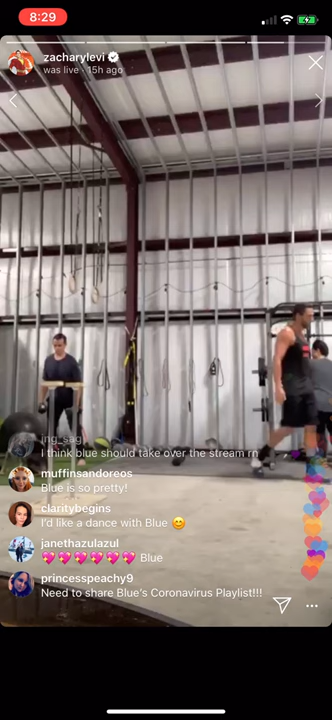 8:29
zacharylevi
was live · 15h ago
ing_sag
I think blue should take over the stream rn
muffinsandoreos
Blue is so pretty!
claritybegins
I'd like a dance with Blue 😊
janethazulazul
💖💖💖💖💖💖 Blue
princesspeachy9
Need to share Blue's Coronavirus Playlist!!!